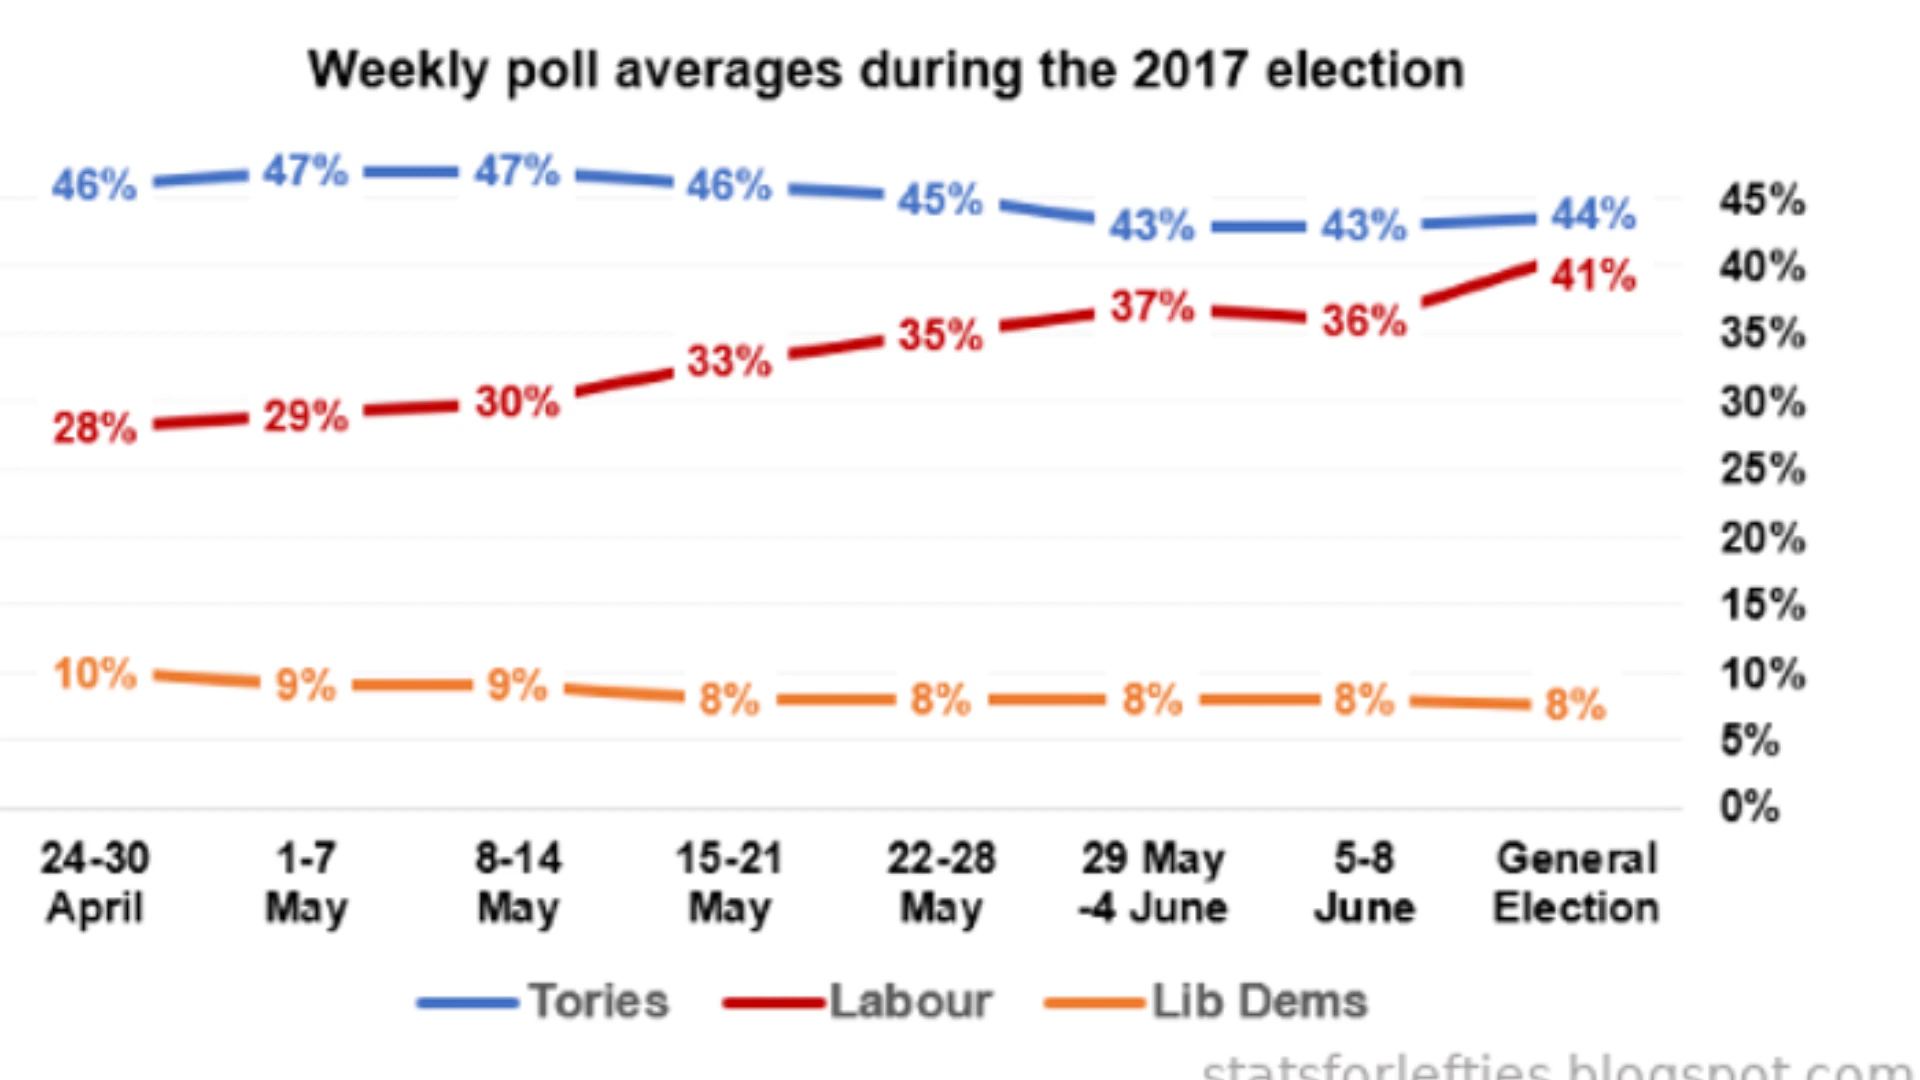 Weekly poll averages during the 2017 election
46% 47% 47% 46% 45% 43% 43% 44%
28% 29% 30% 33% 35% 37% 36% 41%
10% 9% 9% 8% 8% 8% 8% 8%
45%
40%
35%
30%
25%
20%
15%
10%
5%
0%
24-30 April
1-7 May
8-14 May
15-21 May
22-28 May
29 May -4 June
5-8 June
General Election
Tories Labour Lib Dems
statsforlefties.blogspot.com